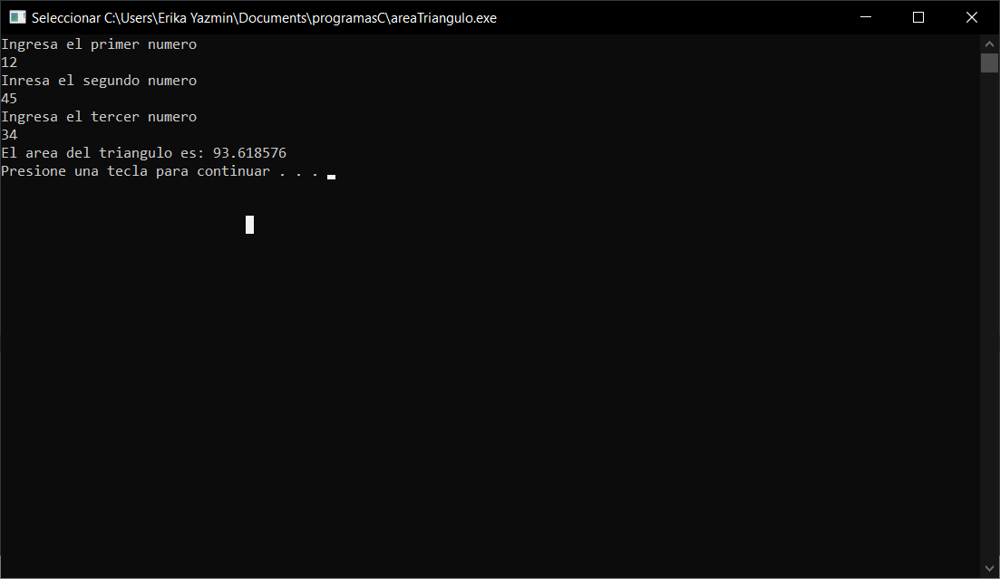 Seleccionar C:\Users\Erika Yazmin\Documents\programasC\areaTriangulo.exe
Ingresa el primer numero
12
Inresa el segundo numero
45
Ingresa el tercer numero
34
El area del triangulo es: 93.618576
Presione una tecla para continuar . . .